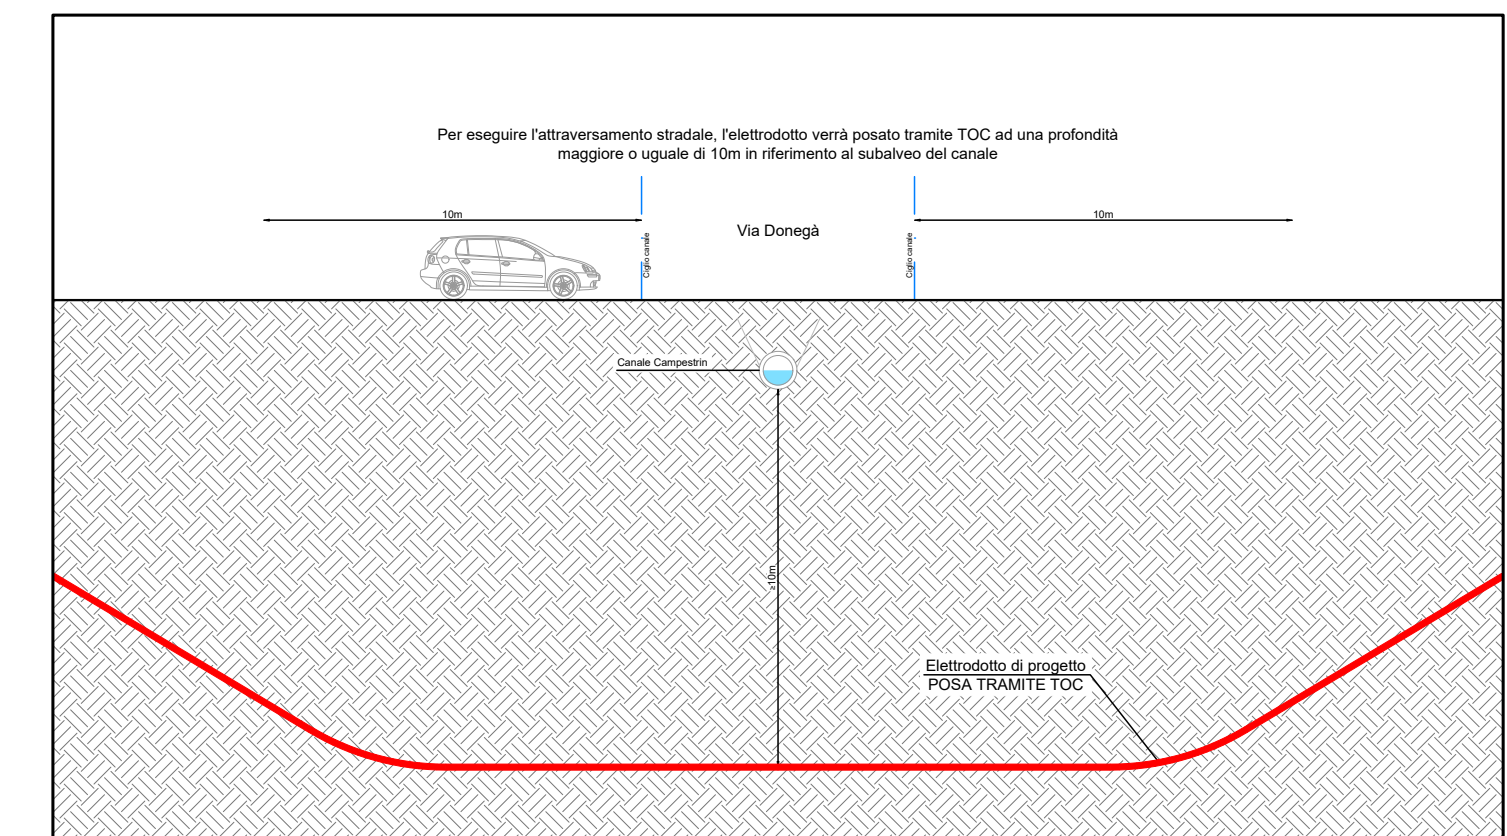 Per eseguire l'attraversamento stradale, l'elettrodotto verrà posato tramite TOC ad una profondità
maggiore o uguale di 10m in riferimento al subalveo del canale
10m
10m
Via Donegà
Ciglio canale
Ciglio canale
Canale Campestrin
≥10m
Elettrodotto di progetto
POSA TRAMITE TOC